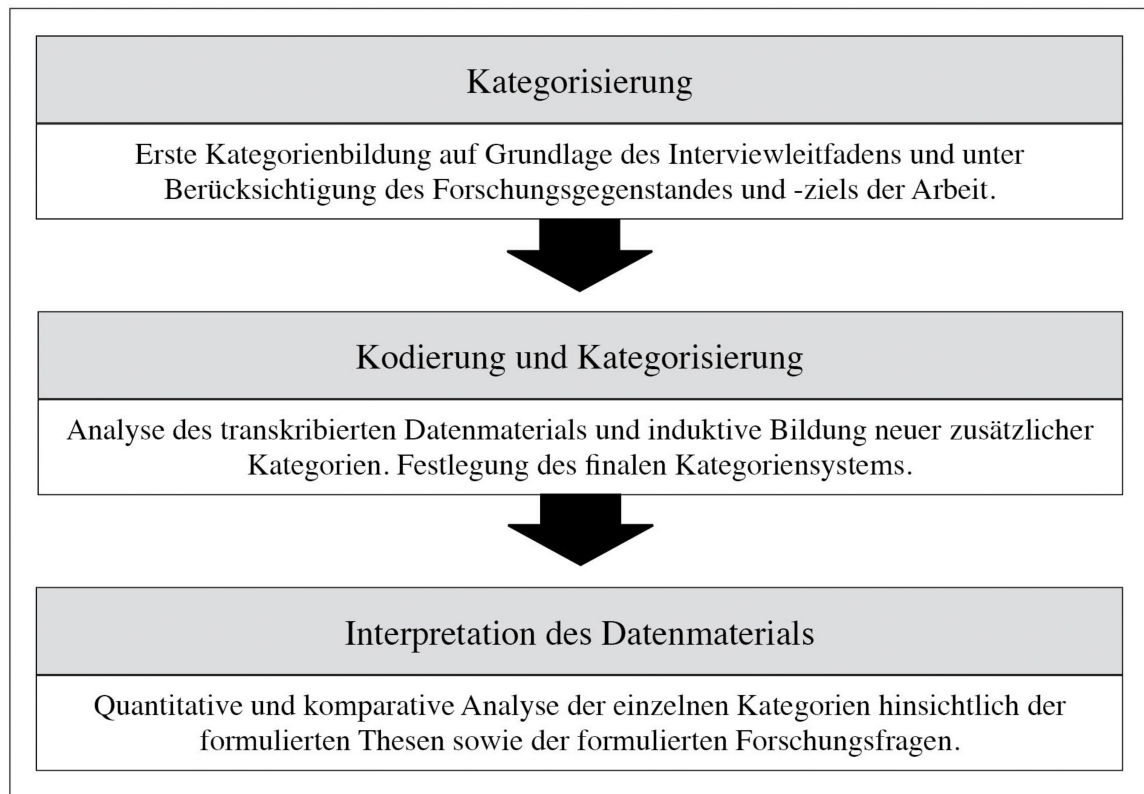 Kategorisierung
Erste Kategorienbildung auf Grundlage des Interviewleitfadens und unter
Berücksichtigung des Forschungsgegenstandes und -ziels der Arbeit.
Kodierung und Kategorisierung
Analyse des transkribierten Datenmaterials und induktive Bildung neuer zusätzlicher
Kategorien. Festlegung des finalen Kategoriensystems.
Interpretation des Datenmaterials
Quantitative und komparative Analyse der einzelnen Kategorien hinsichtlich der
formulierten Thesen sowie der formulierten Forschungsfragen.